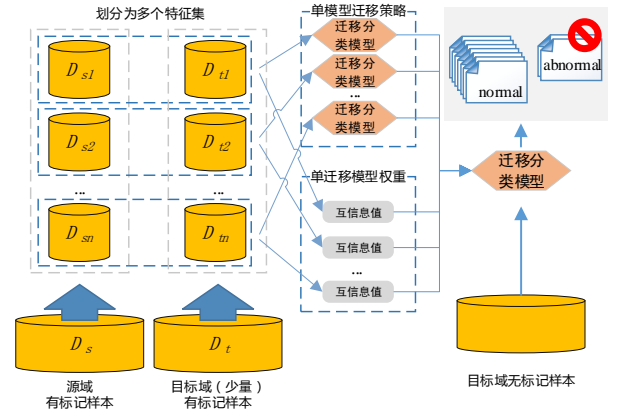 划分为多个特征集
D s1
D t1
D s2
D t2
...
...
D sn
D tn
D s
D t
源域
有标记样本
目标域（少量）
有标记样本
单模型迁移策略
迁移分
类模型
迁移分
类模型
...
迁移分
类模型
单迁移模型权重
互信息值
互信息值
...
互信息值
normal
abnormal
迁移分
类模型
目标域无标记样本